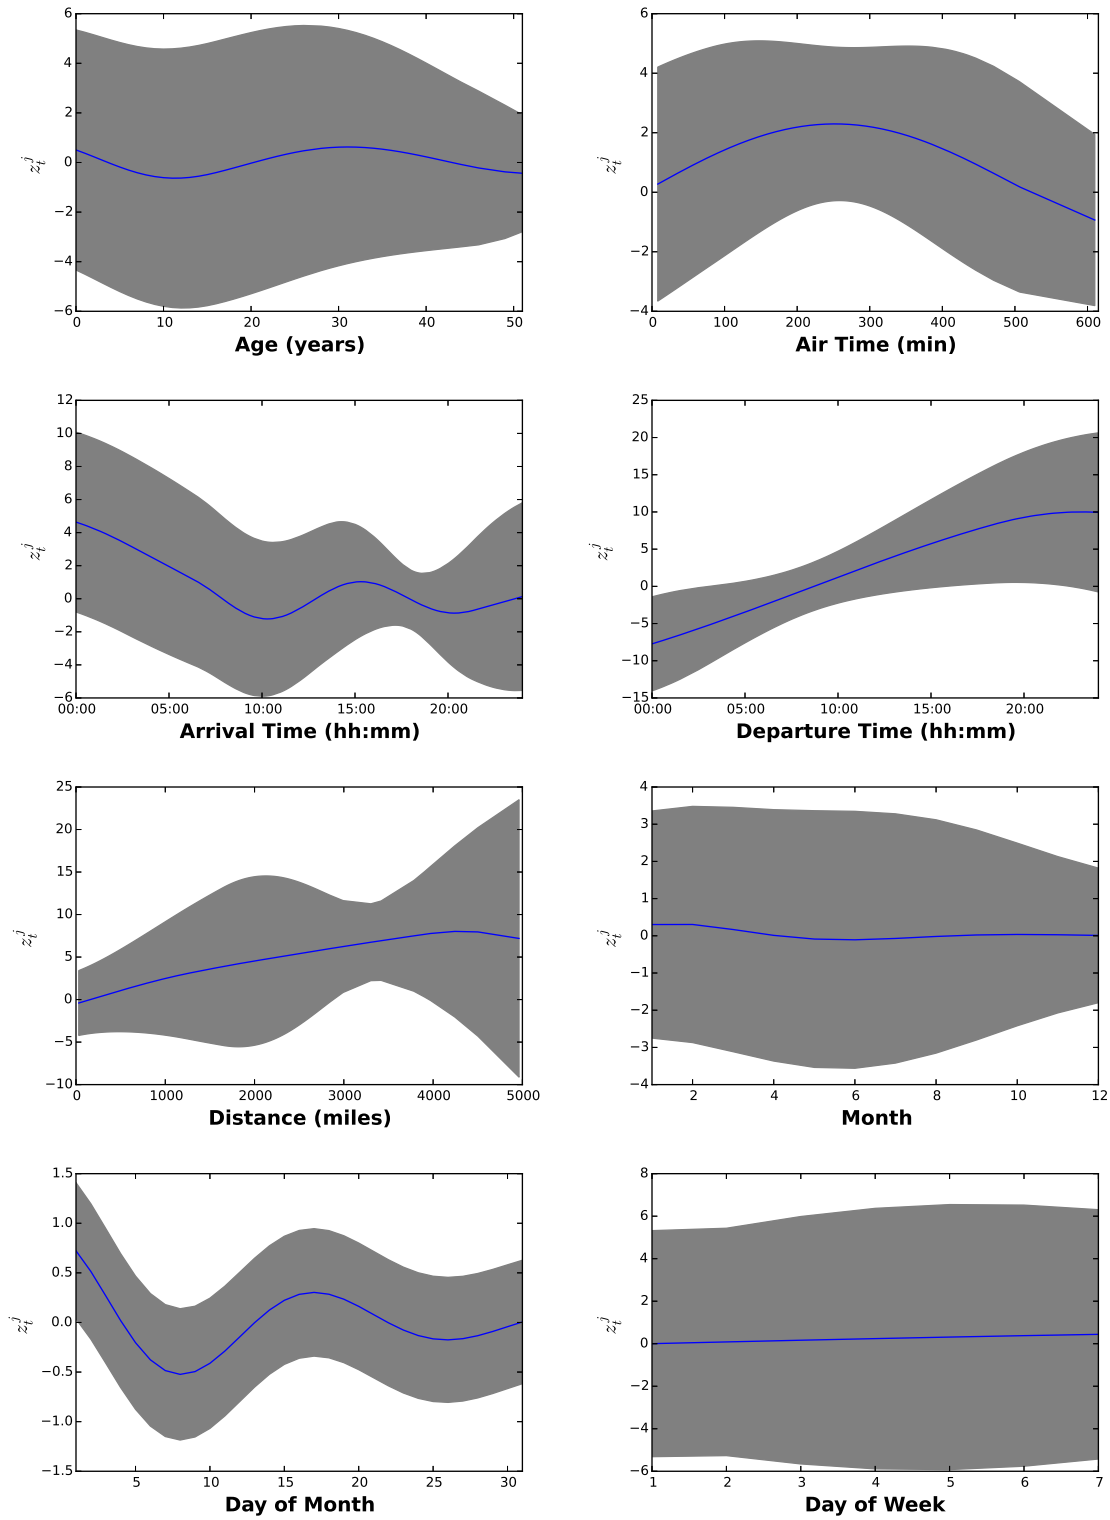 6
4
2
0
−2
−4
−6
z_t^j
0 10 20 30 40 50
Age (years)
6
4
2
0
−2
−4
z_t^j
0 100 200 300 400 500 600
Air Time (min)
12
10
8
6
4
2
0
−2
−4
−6
z_t^j
00:00 05:00 10:00 15:00 20:00
Arrival Time (hh:mm)
25
20
15
10
5
0
−5
−10
−15
z_t^j
00:00 05:00 10:00 15:00 20:00
Departure Time (hh:mm)
25
20
15
10
5
0
−5
−10
z_t^j
0 1000 2000 3000 4000 5000
Distance (miles)
4
3
2
1
0
−1
−2
−3
−4
z_t^j
2 4 6 8 10 12
Month
1.5
1.0
0.5
0.0
−0.5
−1.0
−1.5
z_t^j
5 10 15 20 25 30
Day of Month
8
6
4
2
0
−2
−4
−6
z_t^j
1 2 3 4 5 6 7
Day of Week